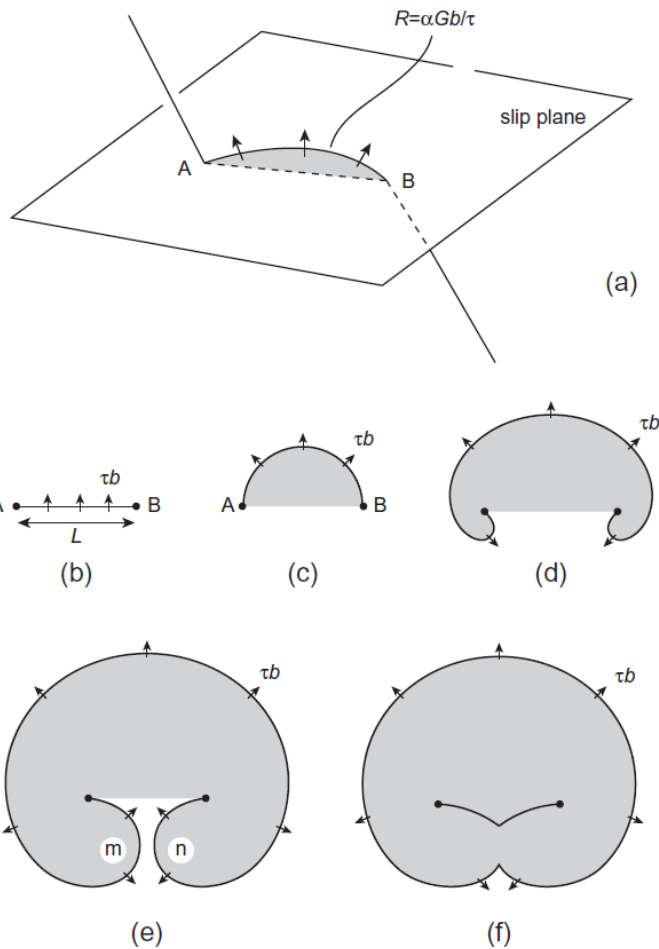 R=αGb/τ
slip plane
A
B
(a)
τb
A B
L
(b)
τb
A B
(c)
τb
(d)
τb
m n
(e)
τb
(f)